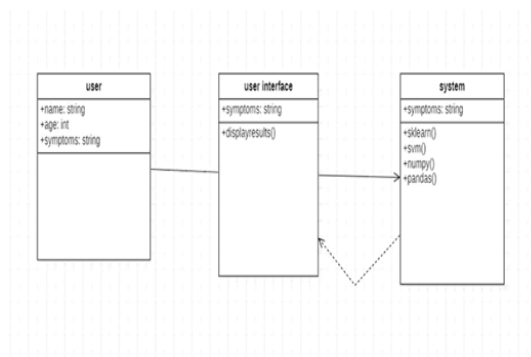 user
+name: string
+age: int
+symptoms: string
user interface
+symptoms: string
+displayresults()
system
+symptoms: string
+sklearn()
+svm()
+numpy()
+pandas()